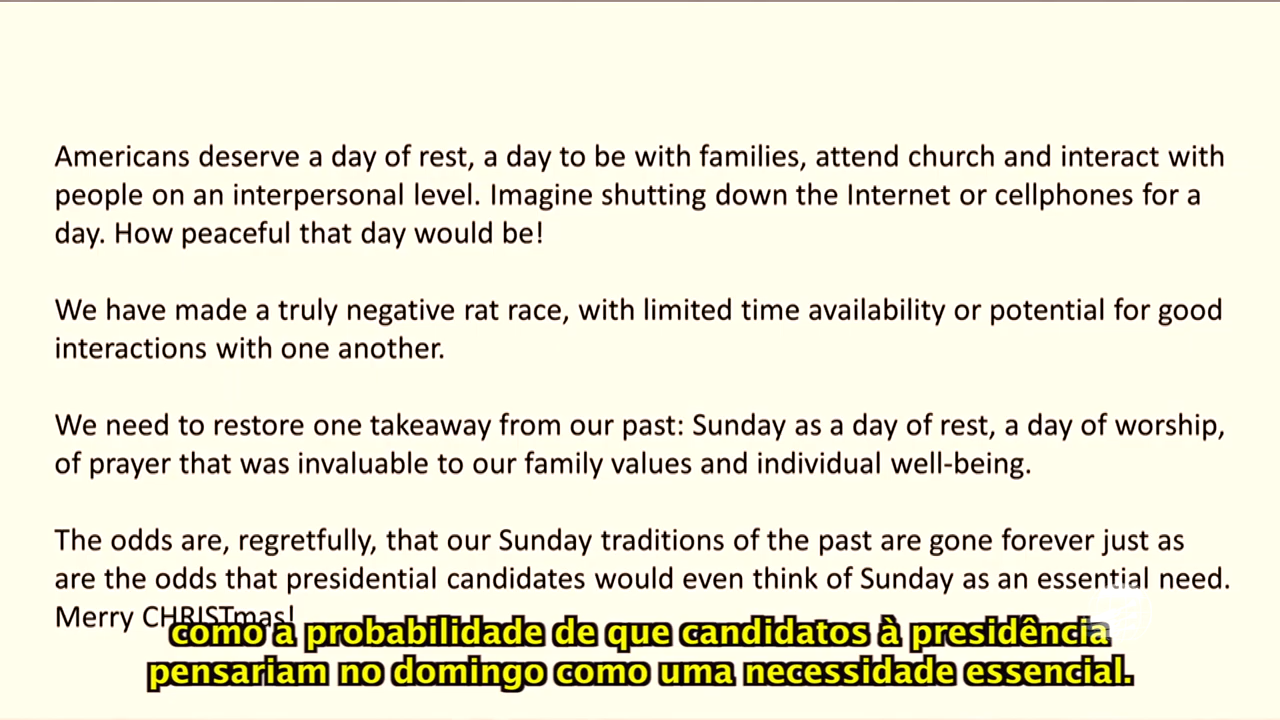 Americans deserve a day of rest, a day to be with families, attend church and interact with
people on an interpersonal level. Imagine shutting down the Internet or cellphones for a
day. How peaceful that day would be!
We have made a truly negative rat race, with limited time availability or potential for good
interactions with one another.
We need to restore one takeaway from our past: Sunday as a day of rest, a day of worship,
of prayer that was invaluable to our family values and individual well-being.
The odds are, regretfully, that our Sunday traditions of the past are gone forever just as
are the odds that presidential candidates would even think of Sunday as an essential need.
Merry CHRISTmas!
como a probabilidade de que candidatos à presidência
pensariam no domingo como uma necessidade essencial.